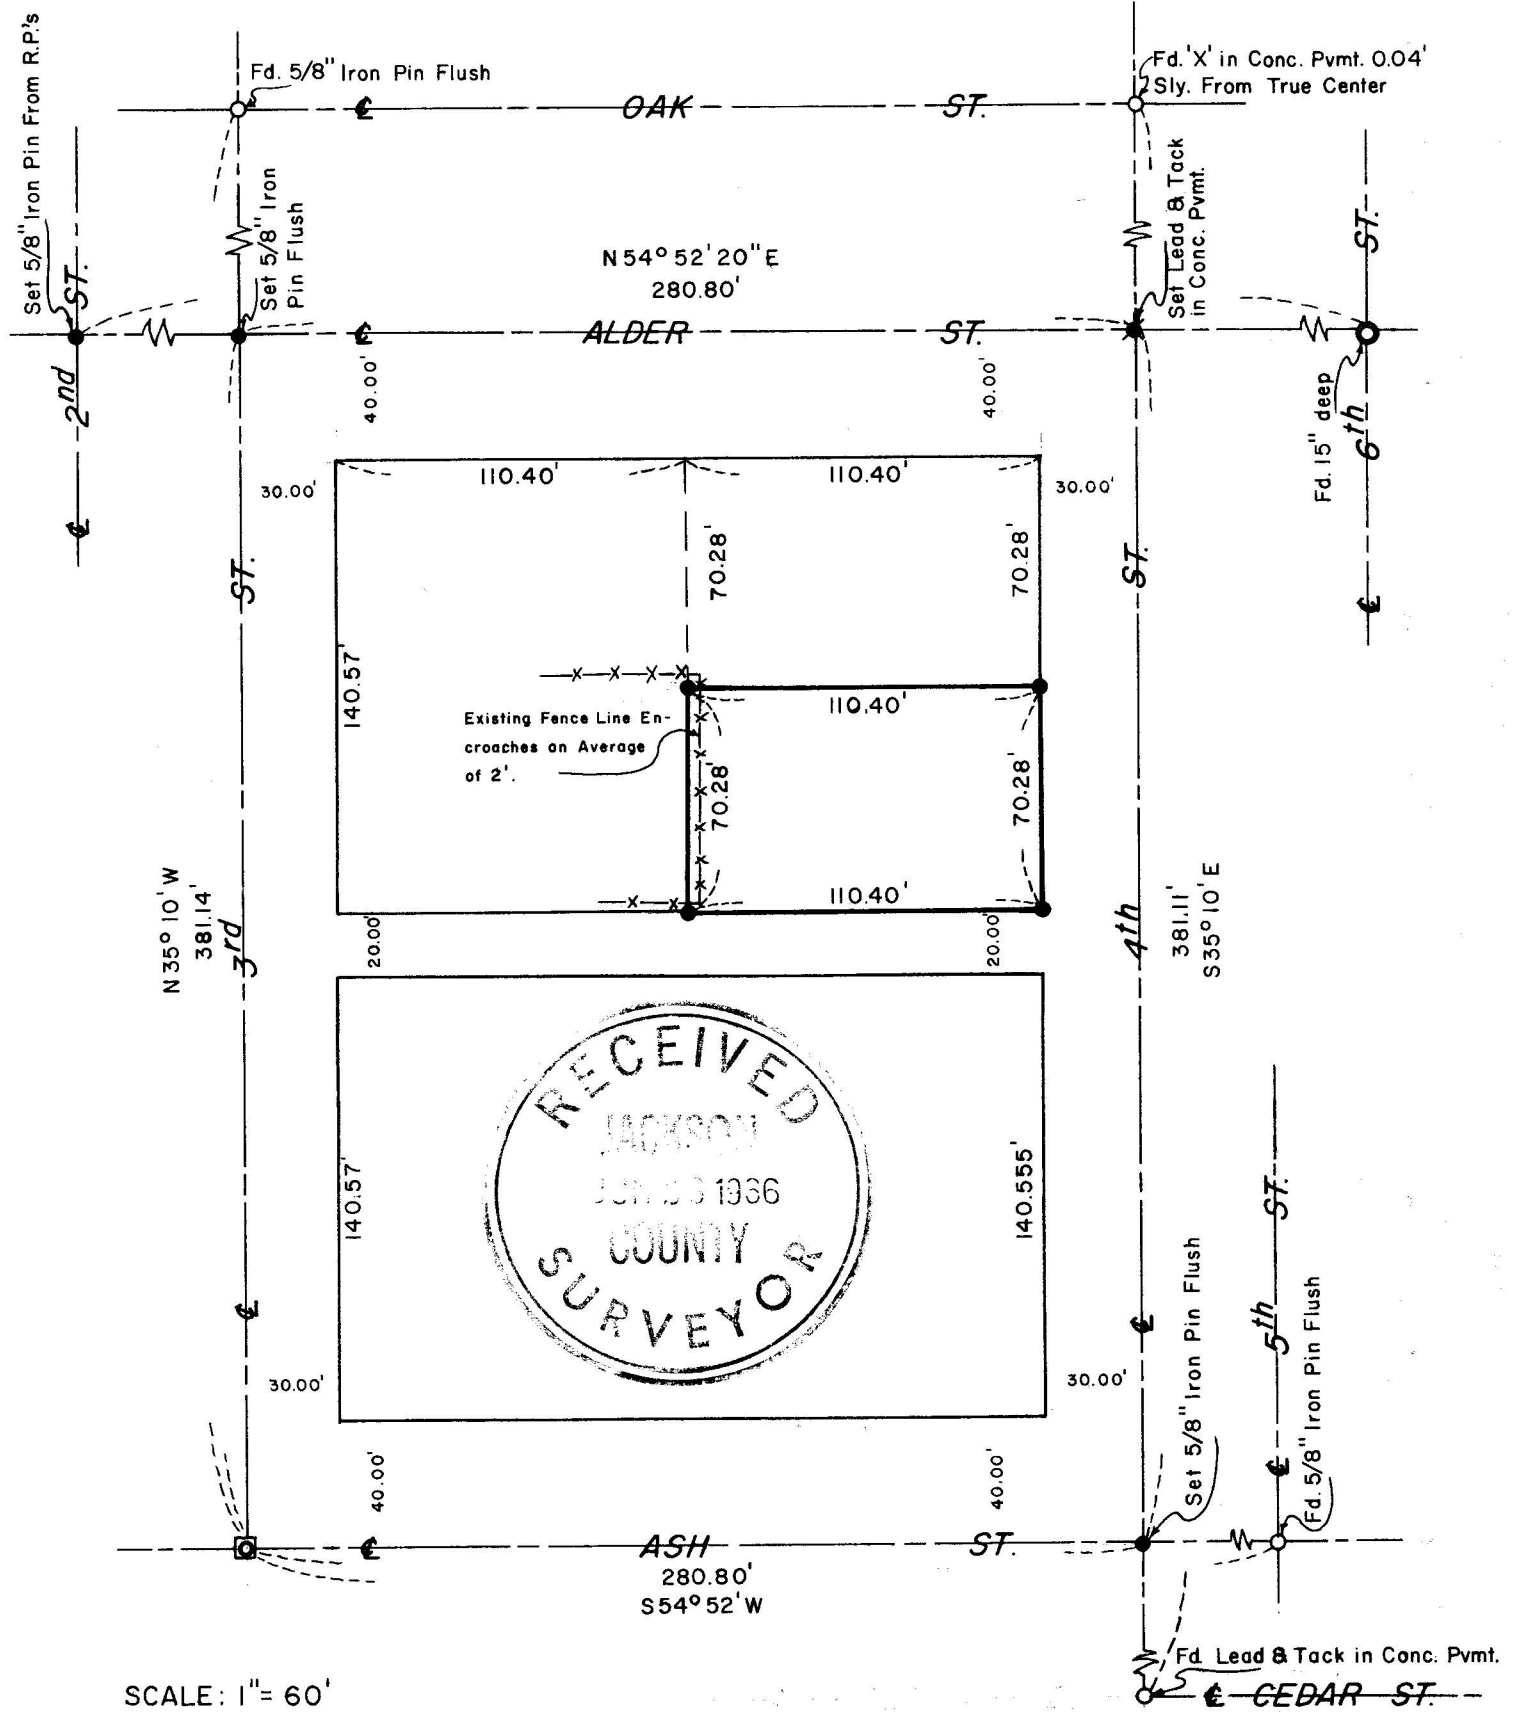 Set 5/8" Iron Pin From R.P.'s
Fd. 5/8" Iron Pin Flush
Fd. 'X' in Conc. Pvmt. 0.04'
Sly. From True Center
℄ OAK ST.
Set 5/8" Iron
Pin Flush
Set Lead & Tack
in Conc. Pvmt.
N 54° 52' 20" E
280.80'
℄ ALDER ST.
2nd ST.
℄
6th ST.
℄
Fd. 15" deep
40.00'
40.00'
30.00'
110.40'
110.40'
30.00'
70.28'
70.28'
140.57'
110.40'
Existing Fence Line En-
croaches an Average
of 2'.
70.28'
70.28'
110.40'
20.00'
20.00'
N 35° 10' W
381.14'
3rd ST.
℄
4th ST.
℄
381.11'
S 35° 10' E
RECEIVED
JACKSON
1966
COUNTY
SURVEYOR
140.57'
140.555'
30.00'
30.00'
40.00'
40.00'
Set 5/8" Iron Pin Flush
5th ST.
℄
Fd. 5/8" Iron Pin Flush
℄ ASH ST.
280.80'
S 54° 52' W
Fd. Lead & Tack in Conc. Pvmt.
℄ CEDAR ST.
SCALE: 1" = 60'